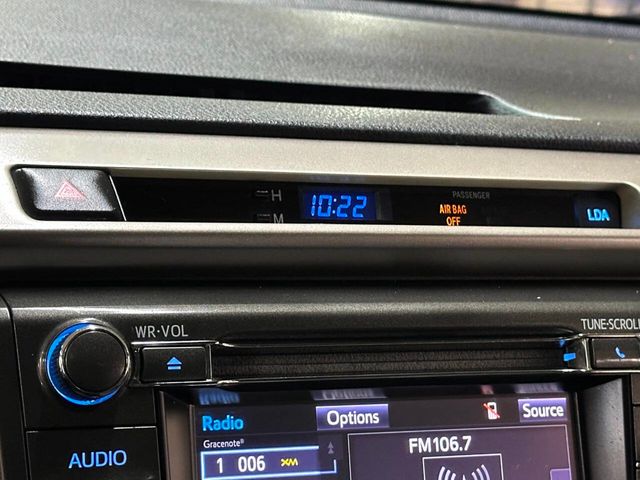 H
10:22
PASSENGER
AIR BAG
OFF
LDA
M
WR·VOL
TUNE·SCROLL
Radio
Options
Source
Gracenote®
1 006 XM
FM106.7
AUDIO